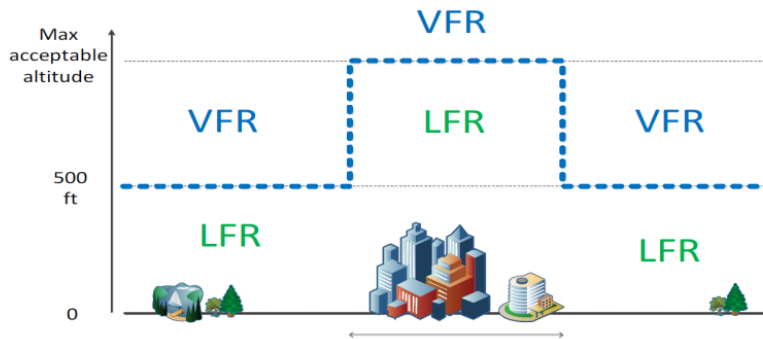 VFR
Max
acceptable
altitude
VFR
LFR
VFR
500
ft
LFR
LFR
0